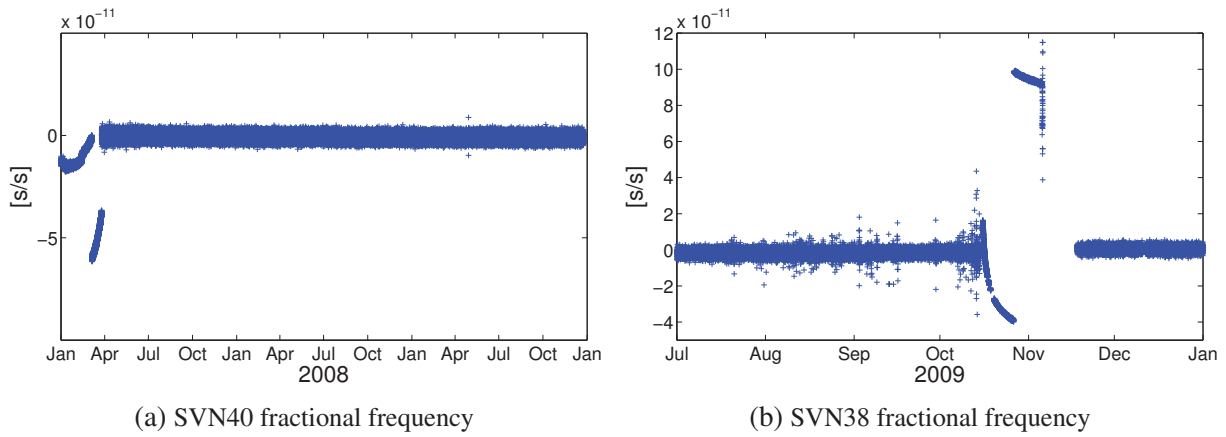 x 10⁻¹¹
0
−5
[s/s]
Jan Apr Jul Oct Jan Apr Jul Oct Jan Apr Jul Oct Jan
2008
(a) SVN40 fractional frequency
x 10⁻¹¹
12
10
8
6
4
2
0
−2
−4
[s/s]
Jul Aug Sep Oct Nov Dec Jan
2009
(b) SVN38 fractional frequency